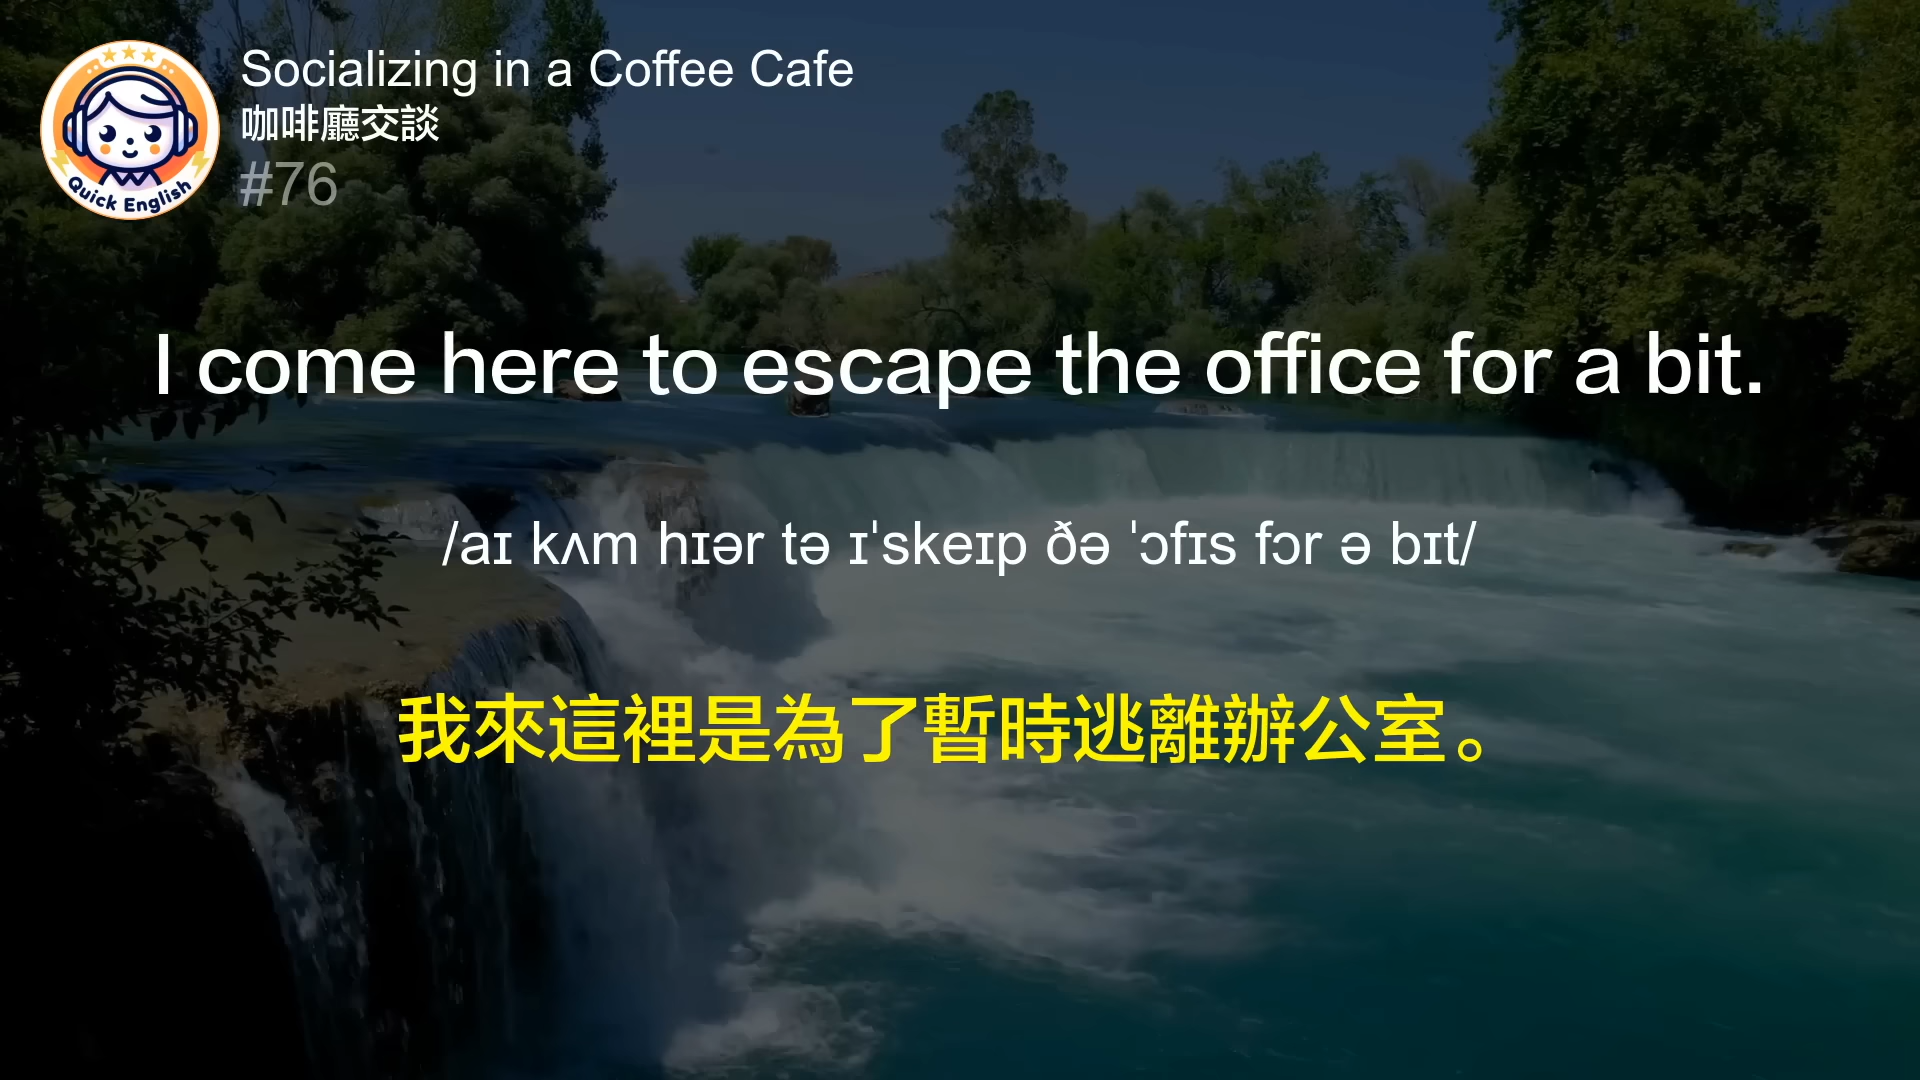 Socializing in a Coffee Cafe
咖啡廳交談
#76
Quick English
I come here to escape the office for a bit.
/aɪ kʌm hɪər tə ɪˈskeɪp ðə ˈɔfɪs fɔr ə bɪt/
我來這裡是為了暫時逃離辦公室。